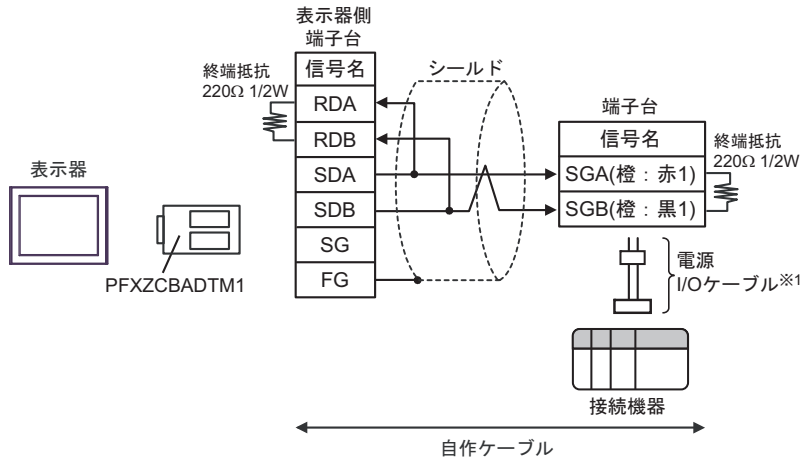 表示器側
端子台
信号名
RDA
RDB
SDA
SDB
SG
FG
終端抵抗
220Ω 1/2W
シールド
端子台
信号名
SGA(橙：赤1)
SGB(橙：黒1)
終端抵抗
220Ω 1/2W
表示器
PFXZCBADTM1
電源
I/Oケーブル※1
接続機器
自作ケーブル